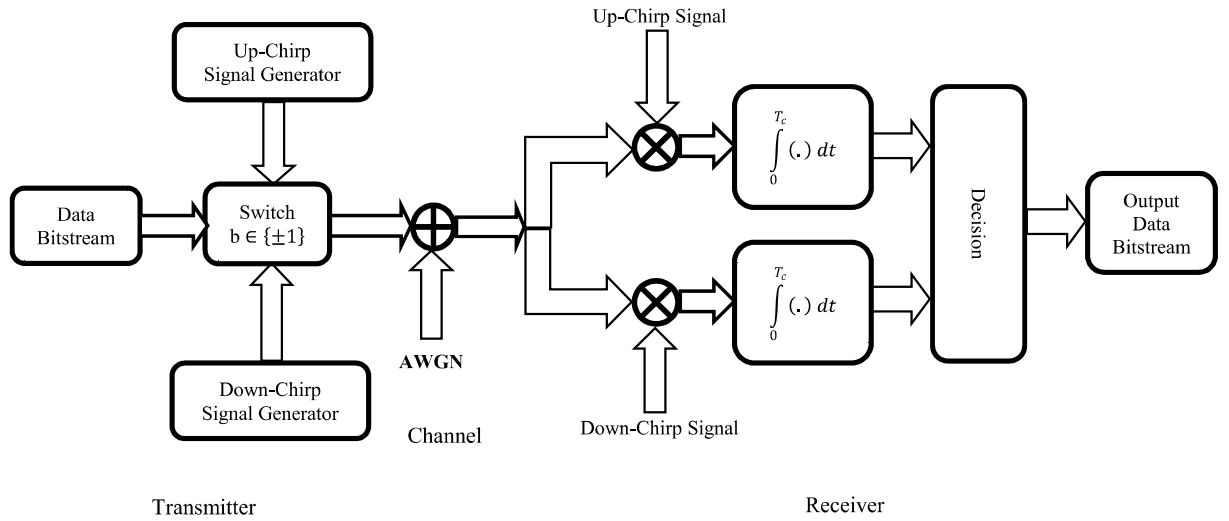 Up-Chirp Signal
Up-Chirp
Signal Generator
Data
Bitstream
Switch
b ∈ {±1}
AWGN
Down-Chirp
Signal Generator
Channel
Transmitter
T_c
∫ (.) dt
0
T_c
∫ (.) dt
0
Down-Chirp Signal
Decision
Output
Data
Bitstream
Receiver